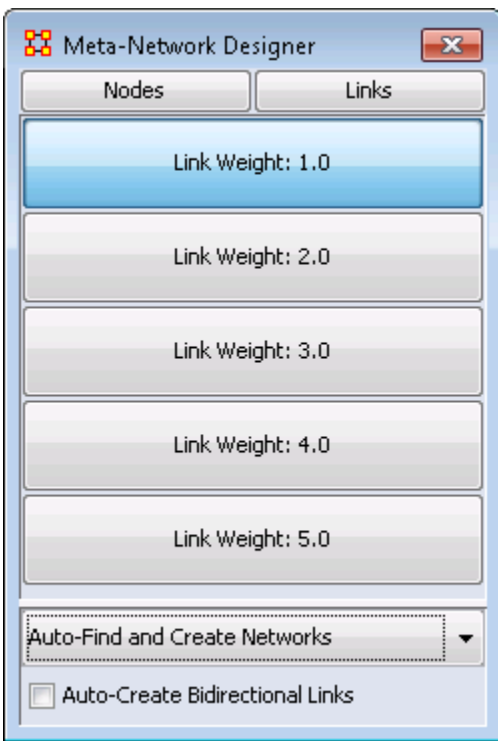 Meta-Network Designer
Nodes Links
Link Weight: 1.0
Link Weight: 2.0
Link Weight: 3.0
Link Weight: 4.0
Link Weight: 5.0
Auto-Find and Create Networks
Auto-Create Bidirectional Links